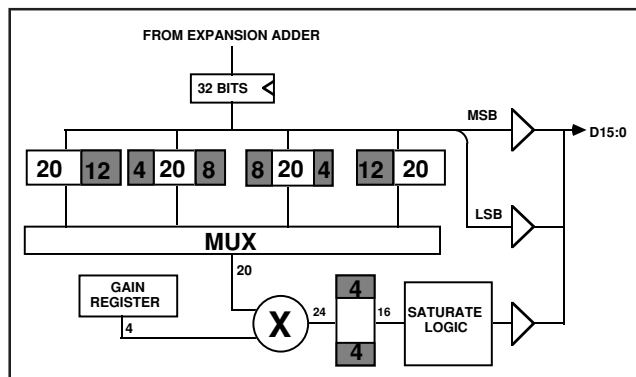 FROM EXPANSION ADDER
32 BITS
MSB
D15:0
20 12 4 20 8 8 20 4 12 20
LSB
MUX
20
GAIN
REGISTER
4
X
24
4
4
16
SATURATE
LOGIC